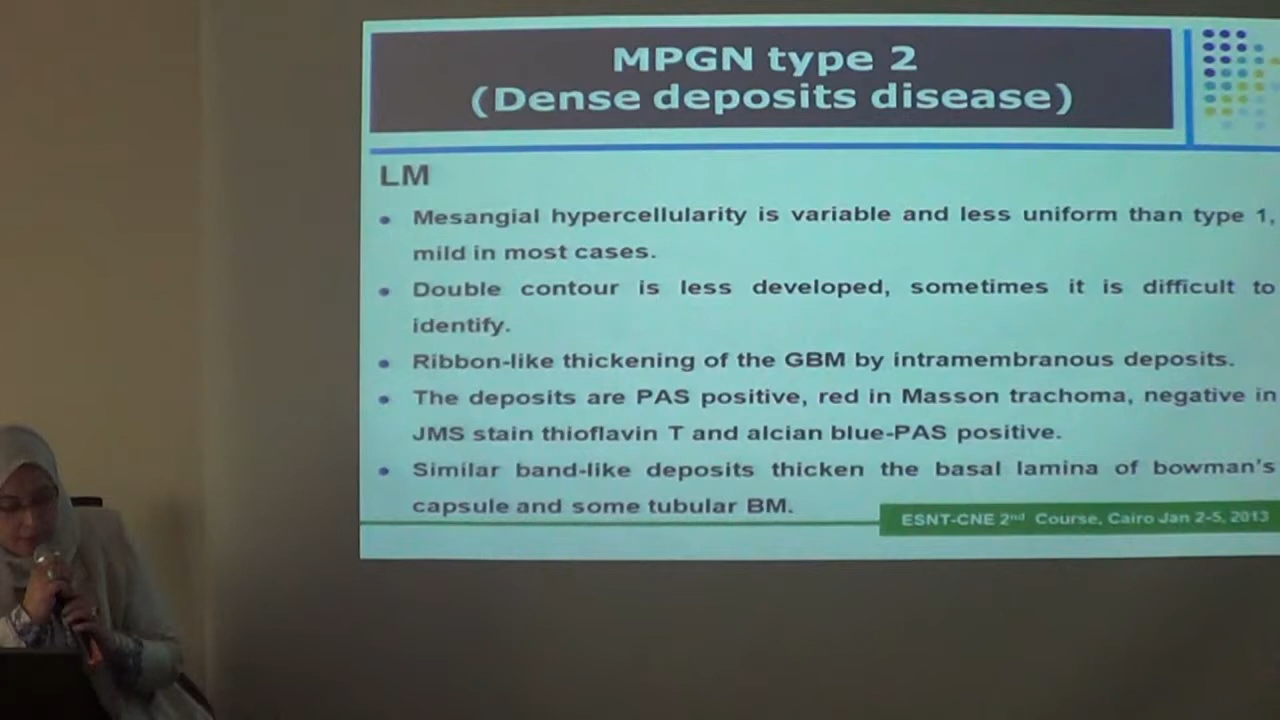 MPGN type 2
(Dense deposits disease)
LM
Mesangial hypercellularity is variable and less uniform than type 1,
mild in most cases.
Double contour is less developed, sometimes it is difficult to
identify.
Ribbon-like thickening of the GBM by intramembranous deposits.
The deposits are PAS positive, red in Masson trachoma, negative in
JMS stain thioflavin T and alcian blue-PAS positive.
Similar band-like deposits thicken the basal lamina of bowman's
capsule and some tubular BM.
ESNT-CNE 2nd Course, Cairo Jan 2-5, 2013